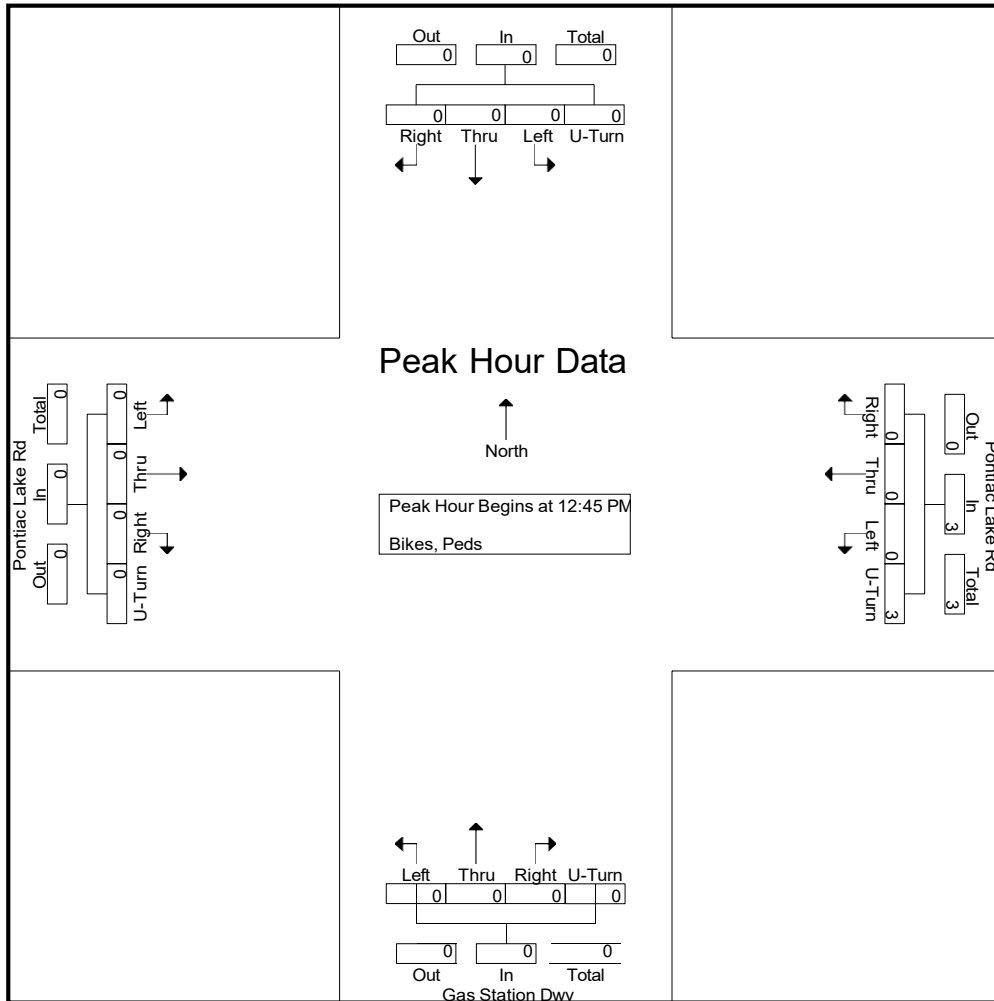 Out In Total
0 0 0
0 0 0 0
Right Thru Left U-Turn
Peak Hour Data
North
Peak Hour Begins at 12:45 PM
Bikes, Peds
Pontiac Lake Rd
Out In Total
0 0 0
0 0 0 0
U-Turn Right Thru Left
Right Thru Left U-Turn
0 0 0 3
Out In Total
0 3 3
Pontiac Lake Rd
Left Thru Right U-Turn
0 0 0 0
0 0 0
Out In Total
Gas Station Dwy